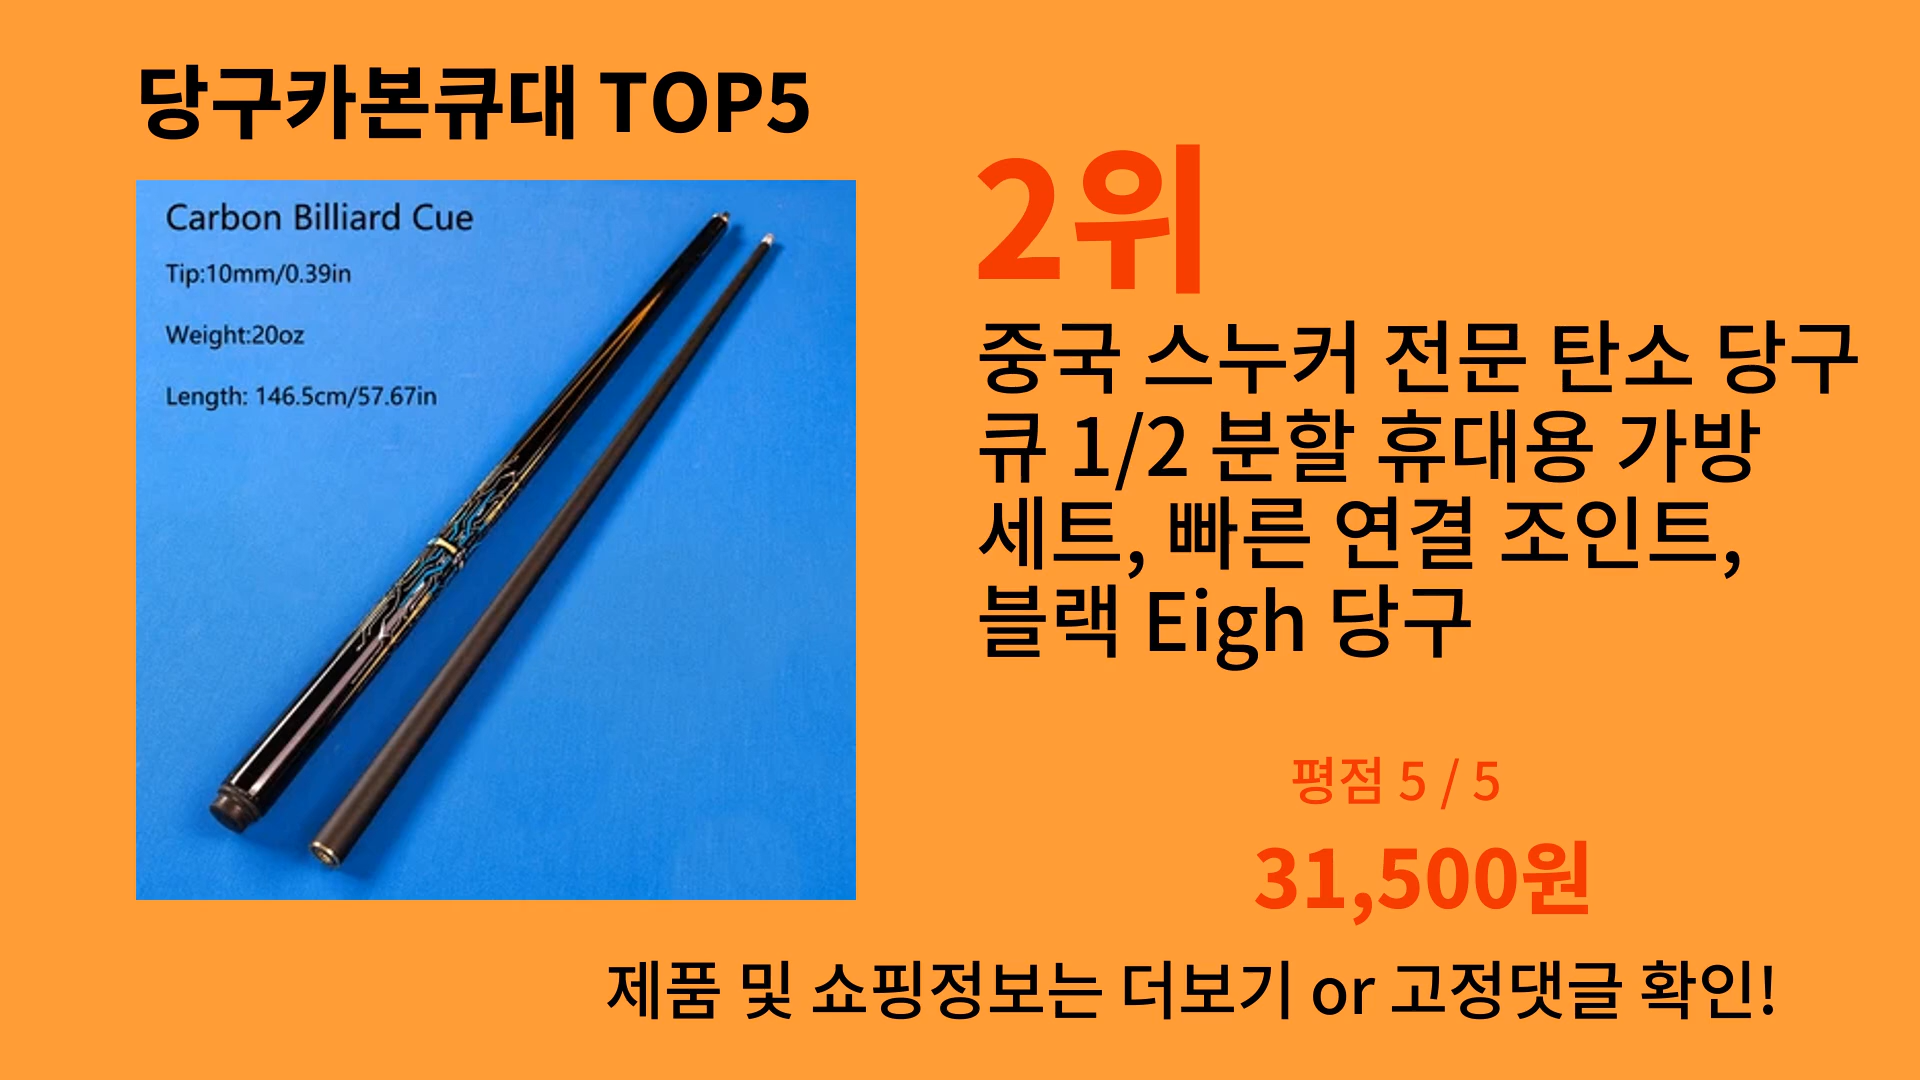 당구카본큐대 TOP5
Carbon Billiard Cue
Tip:10mm/0.39in
Weight:20oz
Length: 146.5cm/57.67in
2위
중국 스누커 전문 탄소 당구
큐 1/2 분할 휴대용 가방
세트, 빠른 연결 조인트,
블랙 Eigh 당구
평점 5 / 5
31,500원
제품 및 쇼핑정보는 더보기 or 고정댓글 확인!